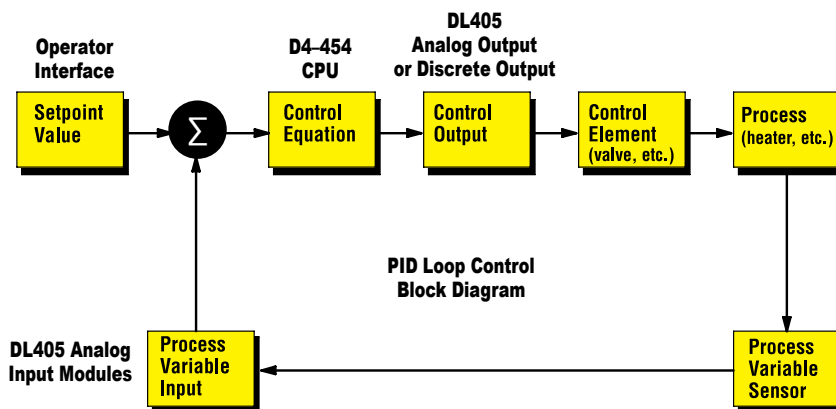 Operator
Interface
D4–454
CPU
DL405
Analog Output
or Discrete Output
Setpoint
Value
Σ
Control
Equation
Control
Output
Control
Element
(valve, etc.)
Process
(heater, etc.)
PID Loop Control
Block Diagram
DL405 Analog
Input Modules
Process
Variable
Input
Process
Variable
Sensor